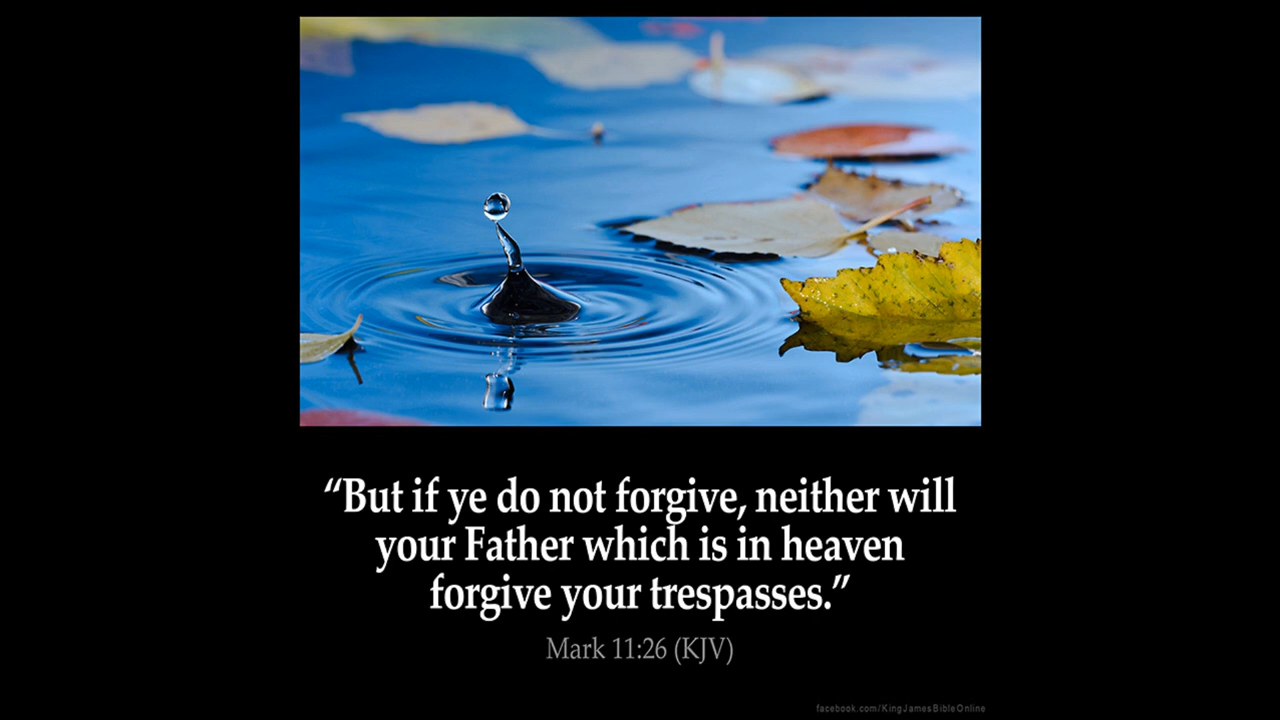 “But if ye do not forgive, neither will
your Father which is in heaven
forgive your trespasses.”
Mark 11:26 (KJV)
facebook.com/KingJamesBibleOnline